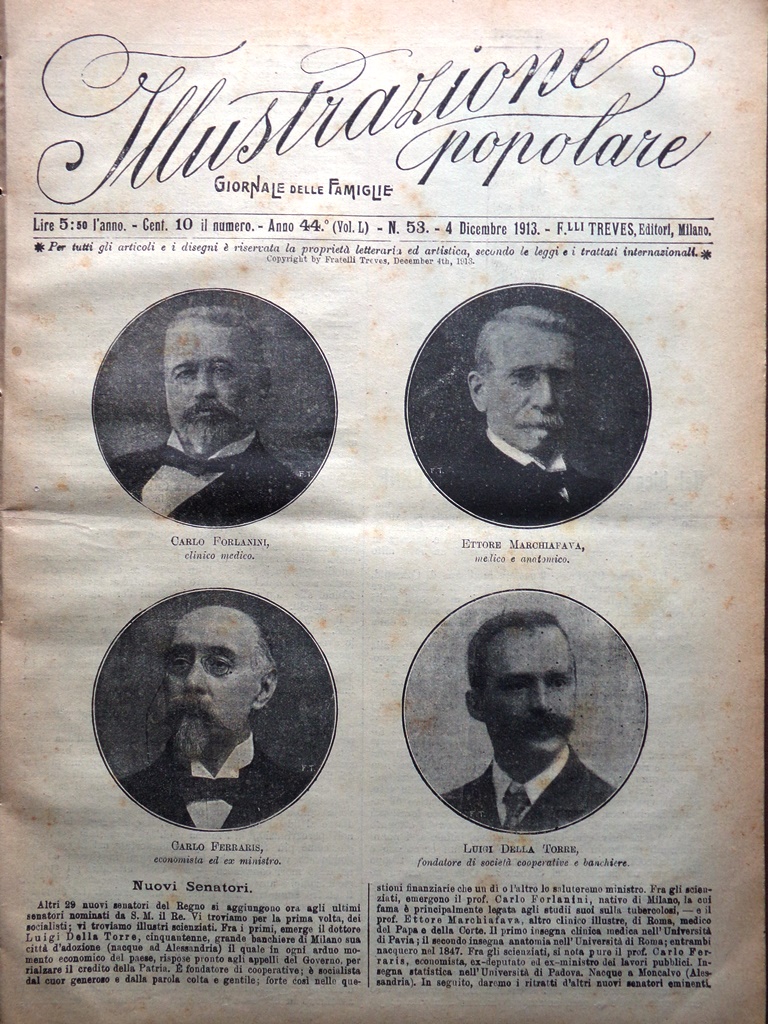 Illustrazione
popolare
GIORNALE DELLE FAMIGLIE
Lire 5:50 l'anno. - Cent. 10 il numero. - Anno 44.° (Vol. L) - N. 53. - 4 Dicembre 1913. - F.LLI TREVES, Editori, Milano.
✱ Per tutti gli articoli e i disegni è riservata la proprietà letteraria ed artistica, secondo le leggi e i trattati internazionali. ✱
Copyright by Fratelli Treves, December 4th, 1913.
F.T.
F.T.
CARLO FORLANINI,
clinico medico.
ETTORE MARCHIAFAVA,
medico e anatomico.
F.T.
F.T.
CARLO FERRARIS,
economista ed ex ministro.
LUIGI DELLA TORRE,
fondatore di società cooperative e banchiere.
Nuovi Senatori.
Altri 29 nuovi senatori del Regno si aggiungono ora agli ultimi
senatori nominati da S. M. il Re. Vi troviamo per la prima volta, dei
socialisti; vi troviamo illustri scienziati. Fra i primi, emerge il dottore
Luigi Della Torre, cinquantenne, grande banchiere di Milano sua
città d'adozione (nacque ad Alessandria) il quale in ogni arduo mo-
mento economico del paese, rispose pronto agli appelli del Governo, per
rialzare il credito della Patria. È fondatore di cooperative; è socialista
dal cuor generoso e dalla parola colta e gentile; forte così nelle que-
stioni finanziarie che un dì o l'altro lo saluteremo ministro. Fra gli scien-
ziati, emergono il prof. Carlo Forlanini, nativo di Milano, la cui
fama è principalmente legata agli studii suoi sulla tubercolosi, — e il
prof. Ettore Marchiafava, altro clinico illustre, di Roma, medico
del Papa e della Corte. Il primo insegna clinica medica nell'Università
di Pavia; il secondo insegna anatomia nell'Università di Roma; entrambi
nacquero nel 1847. Fra gli scienziati, si nota pure il prof. Carlo Fer-
raris, economista, ex-deputato ed ex-ministro dei lavori pubblici. In-
segna statistica nell'Università di Padova. Nacque a Moncalvo (Ales-
sandria). In seguito, daremo i ritratti d'altri nuovi senatori eminenti.